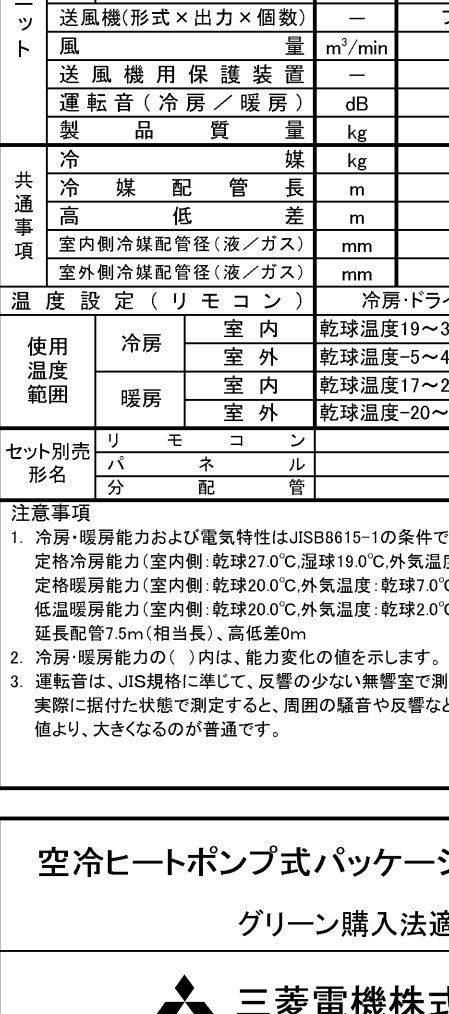 ニット
送風機(形式×出力×個数) －
風量 m³/min
送風機用保護装置 －
運転音(冷房／暖房) dB
製品質量 kg
共通事項
冷媒 kg
冷媒配管長 m
高低差 m
室内側冷媒配管径(液／ガス) mm
室外側冷媒配管径(液／ガス) mm
温度設定(リモコン) 冷房・ドライ
使用温度範囲
冷房 室内 乾球温度19～3
室外 乾球温度-5～4
暖房 室内 乾球温度17～2
室外 乾球温度-20～
セット別売形名
リモコン
パネル
分配管
注意事項
1. 冷房・暖房能力および電気特性はJISB8615-1の条件で
定格冷房能力(室内側:乾球27.0℃,湿球19.0℃,外気温度
定格暖房能力(室内側:乾球20.0℃,外気温度:乾球7.0℃
低温暖房能力(室内側:乾球20.0℃,外気温度:乾球2.0℃
延長配管7.5m(相当長)、高低差0m
2. 冷房・暖房能力の( )内は、能力変化の値を示します。
3. 運転音は、JIS規格に準じて、反響の少ない無響室で測
実際に据付た状態で測定すると、周囲の騒音や反響など
値より、大きくなるのが普通です。
空冷ヒートポンプ式パッケージ
グリーン購入法適
三菱電機株式